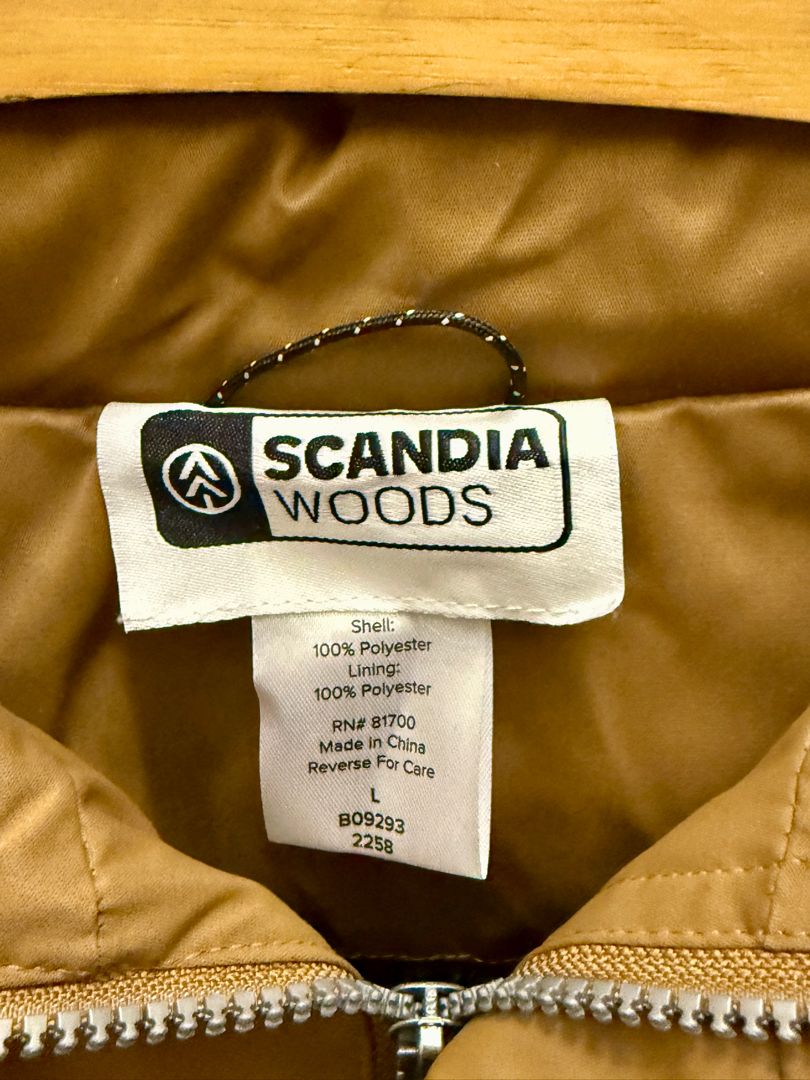 SCANDIA
WOODS
Shell:
100% Polyester
Lining:
100% Polyester
RN# 81700
Made in China
Reverse For Care
L
B09293
2258